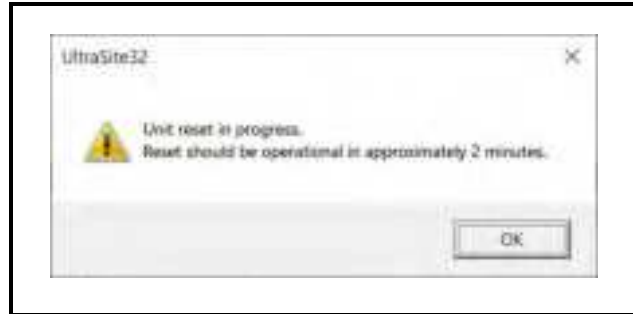 UltraSite32
Unit reset in progress.
Reset should be operational in approximately 2 minutes.
OK